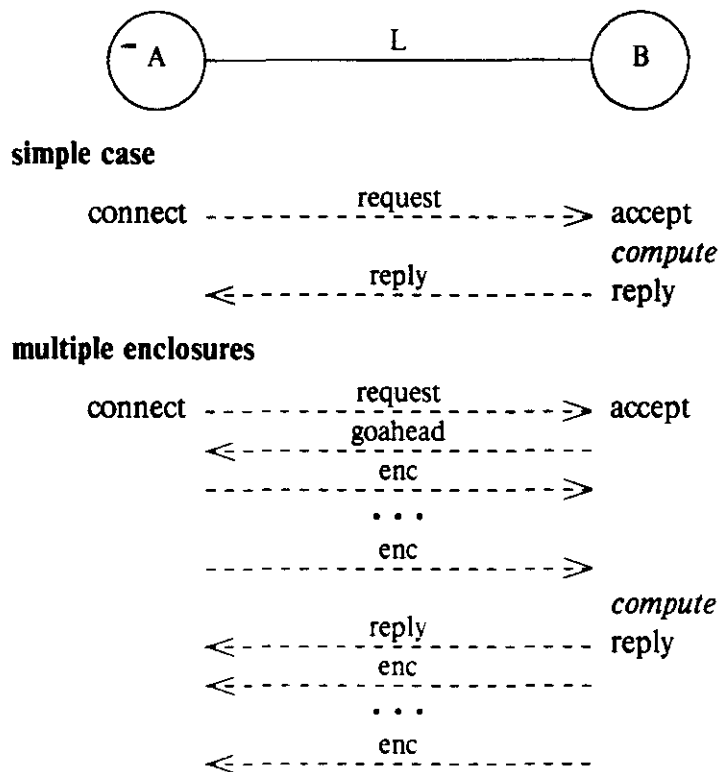 A L B
simple case
connect request accept
compute
reply reply
multiple enclosures
connect request accept
goahead
enc
. . .
enc
compute
reply reply
enc
. . .
enc